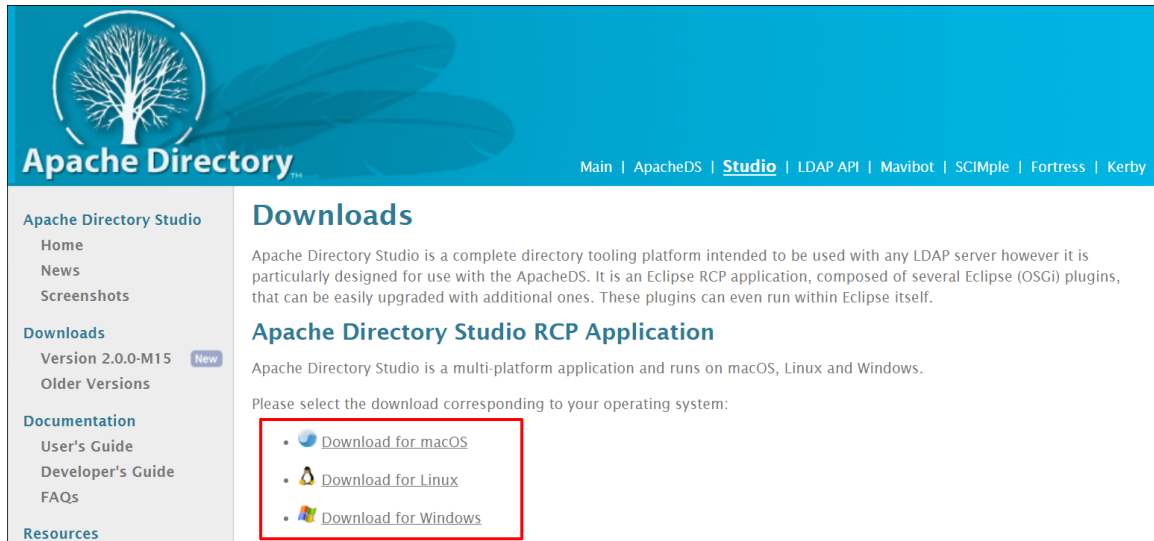 Apache Directory™
Main | ApacheDS | Studio | LDAP API | Mavibot | SCIMple | Fortress | Kerby
Apache Directory Studio
Home
News
Screenshots
Downloads
Version 2.0.0-M15 New
Older Versions
Documentation
User's Guide
Developer's Guide
FAQs
Resources
Downloads
Apache Directory Studio is a complete directory tooling platform intended to be used with any LDAP server however it is
particularly designed for use with the ApacheDS. It is an Eclipse RCP application, composed of several Eclipse (OSGi) plugins,
that can be easily upgraded with additional ones. These plugins can even run within Eclipse itself.
Apache Directory Studio RCP Application
Apache Directory Studio is a multi-platform application and runs on macOS, Linux and Windows.
Please select the download corresponding to your operating system:
• Download for macOS
• Download for Linux
• Download for Windows